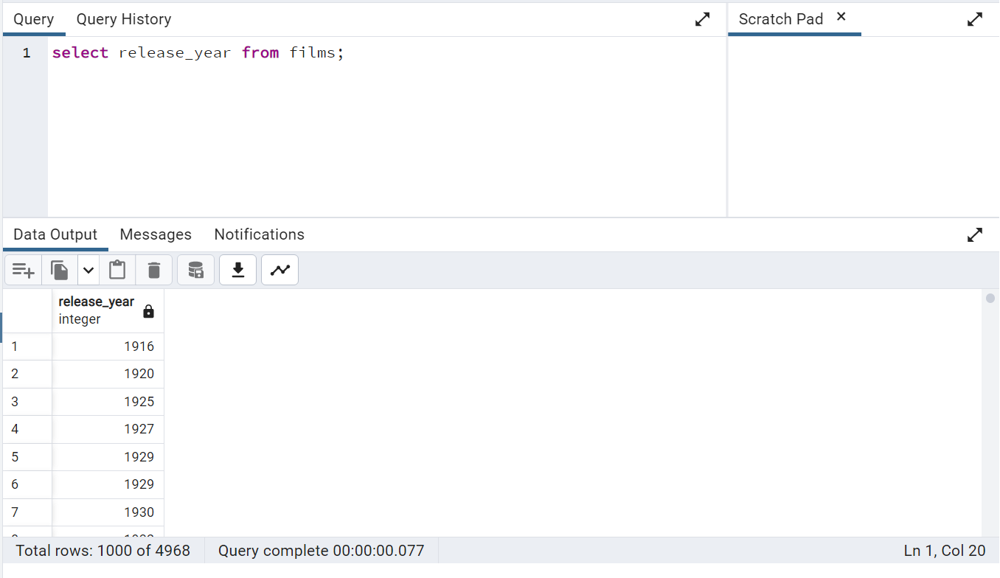 Query Query History Scratch Pad ×
1 select release_year from films;
Data Output Messages Notifications
release_year
integer
1 1916
2 1920
3 1925
4 1927
5 1929
6 1929
7 1930
Total rows: 1000 of 4968 Query complete 00:00:00.077 Ln 1, Col 20